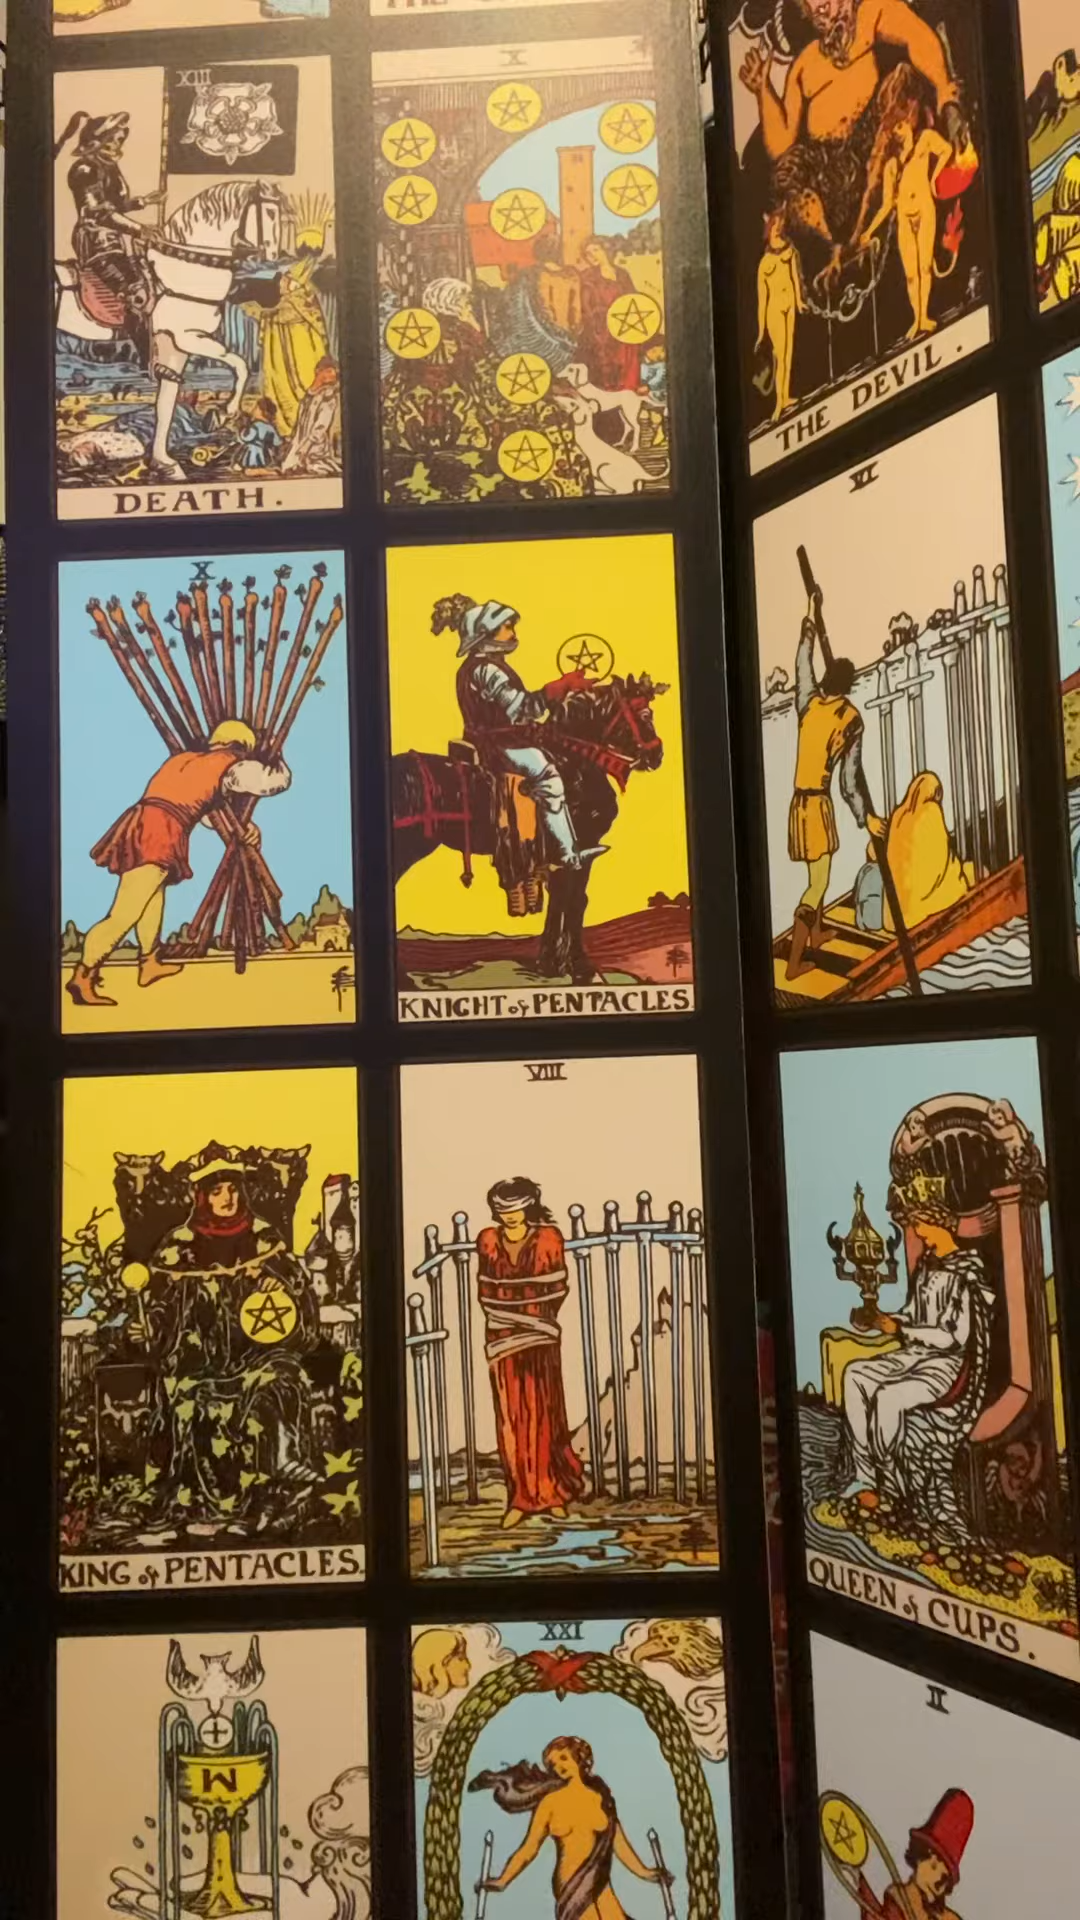 XIII
X
DEATH.
THE DEVIL.
X
VI
KNIGHT of PENTACLES
VIII
KING of PENTACLES.
QUEEN of CUPS.
XXI
II